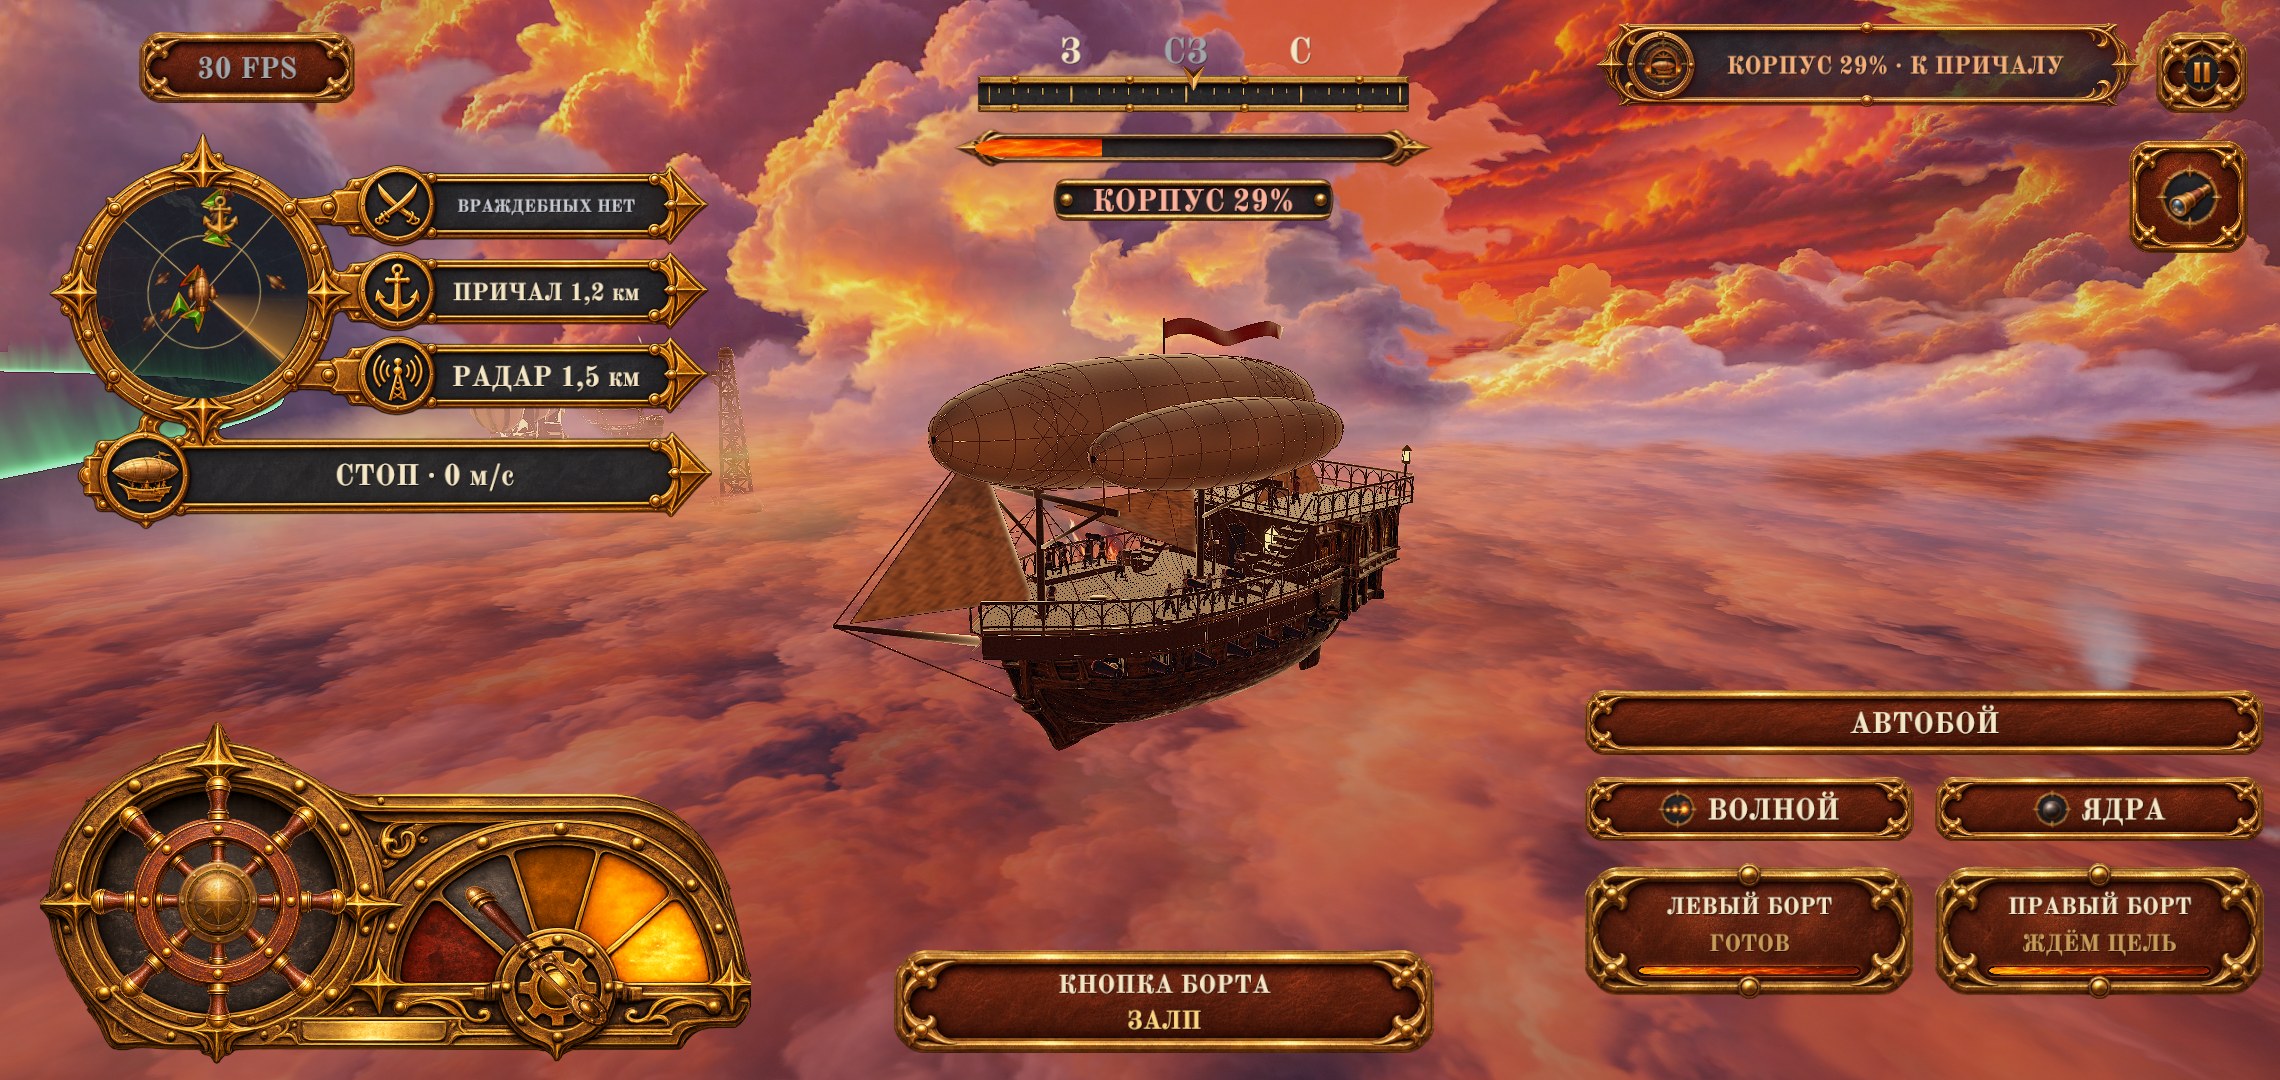 30 FPS
З СЗ С
КОРПУС 29% · К ПРИЧАЛУ
КОРПУС 29%
ВРАЖДЕБНЫХ НЕТ
ПРИЧАЛ 1,2 км
РАДАР 1,5 км
СТОП · 0 м/с
АВТОБОЙ
ВОЛНОЙ
ЯДРА
ЛЕВЫЙ БОРТ
ГОТОВ
ПРАВЫЙ БОРТ
ЖДЁМ ЦЕЛЬ
КНОПКА БОРТА
ЗАЛП